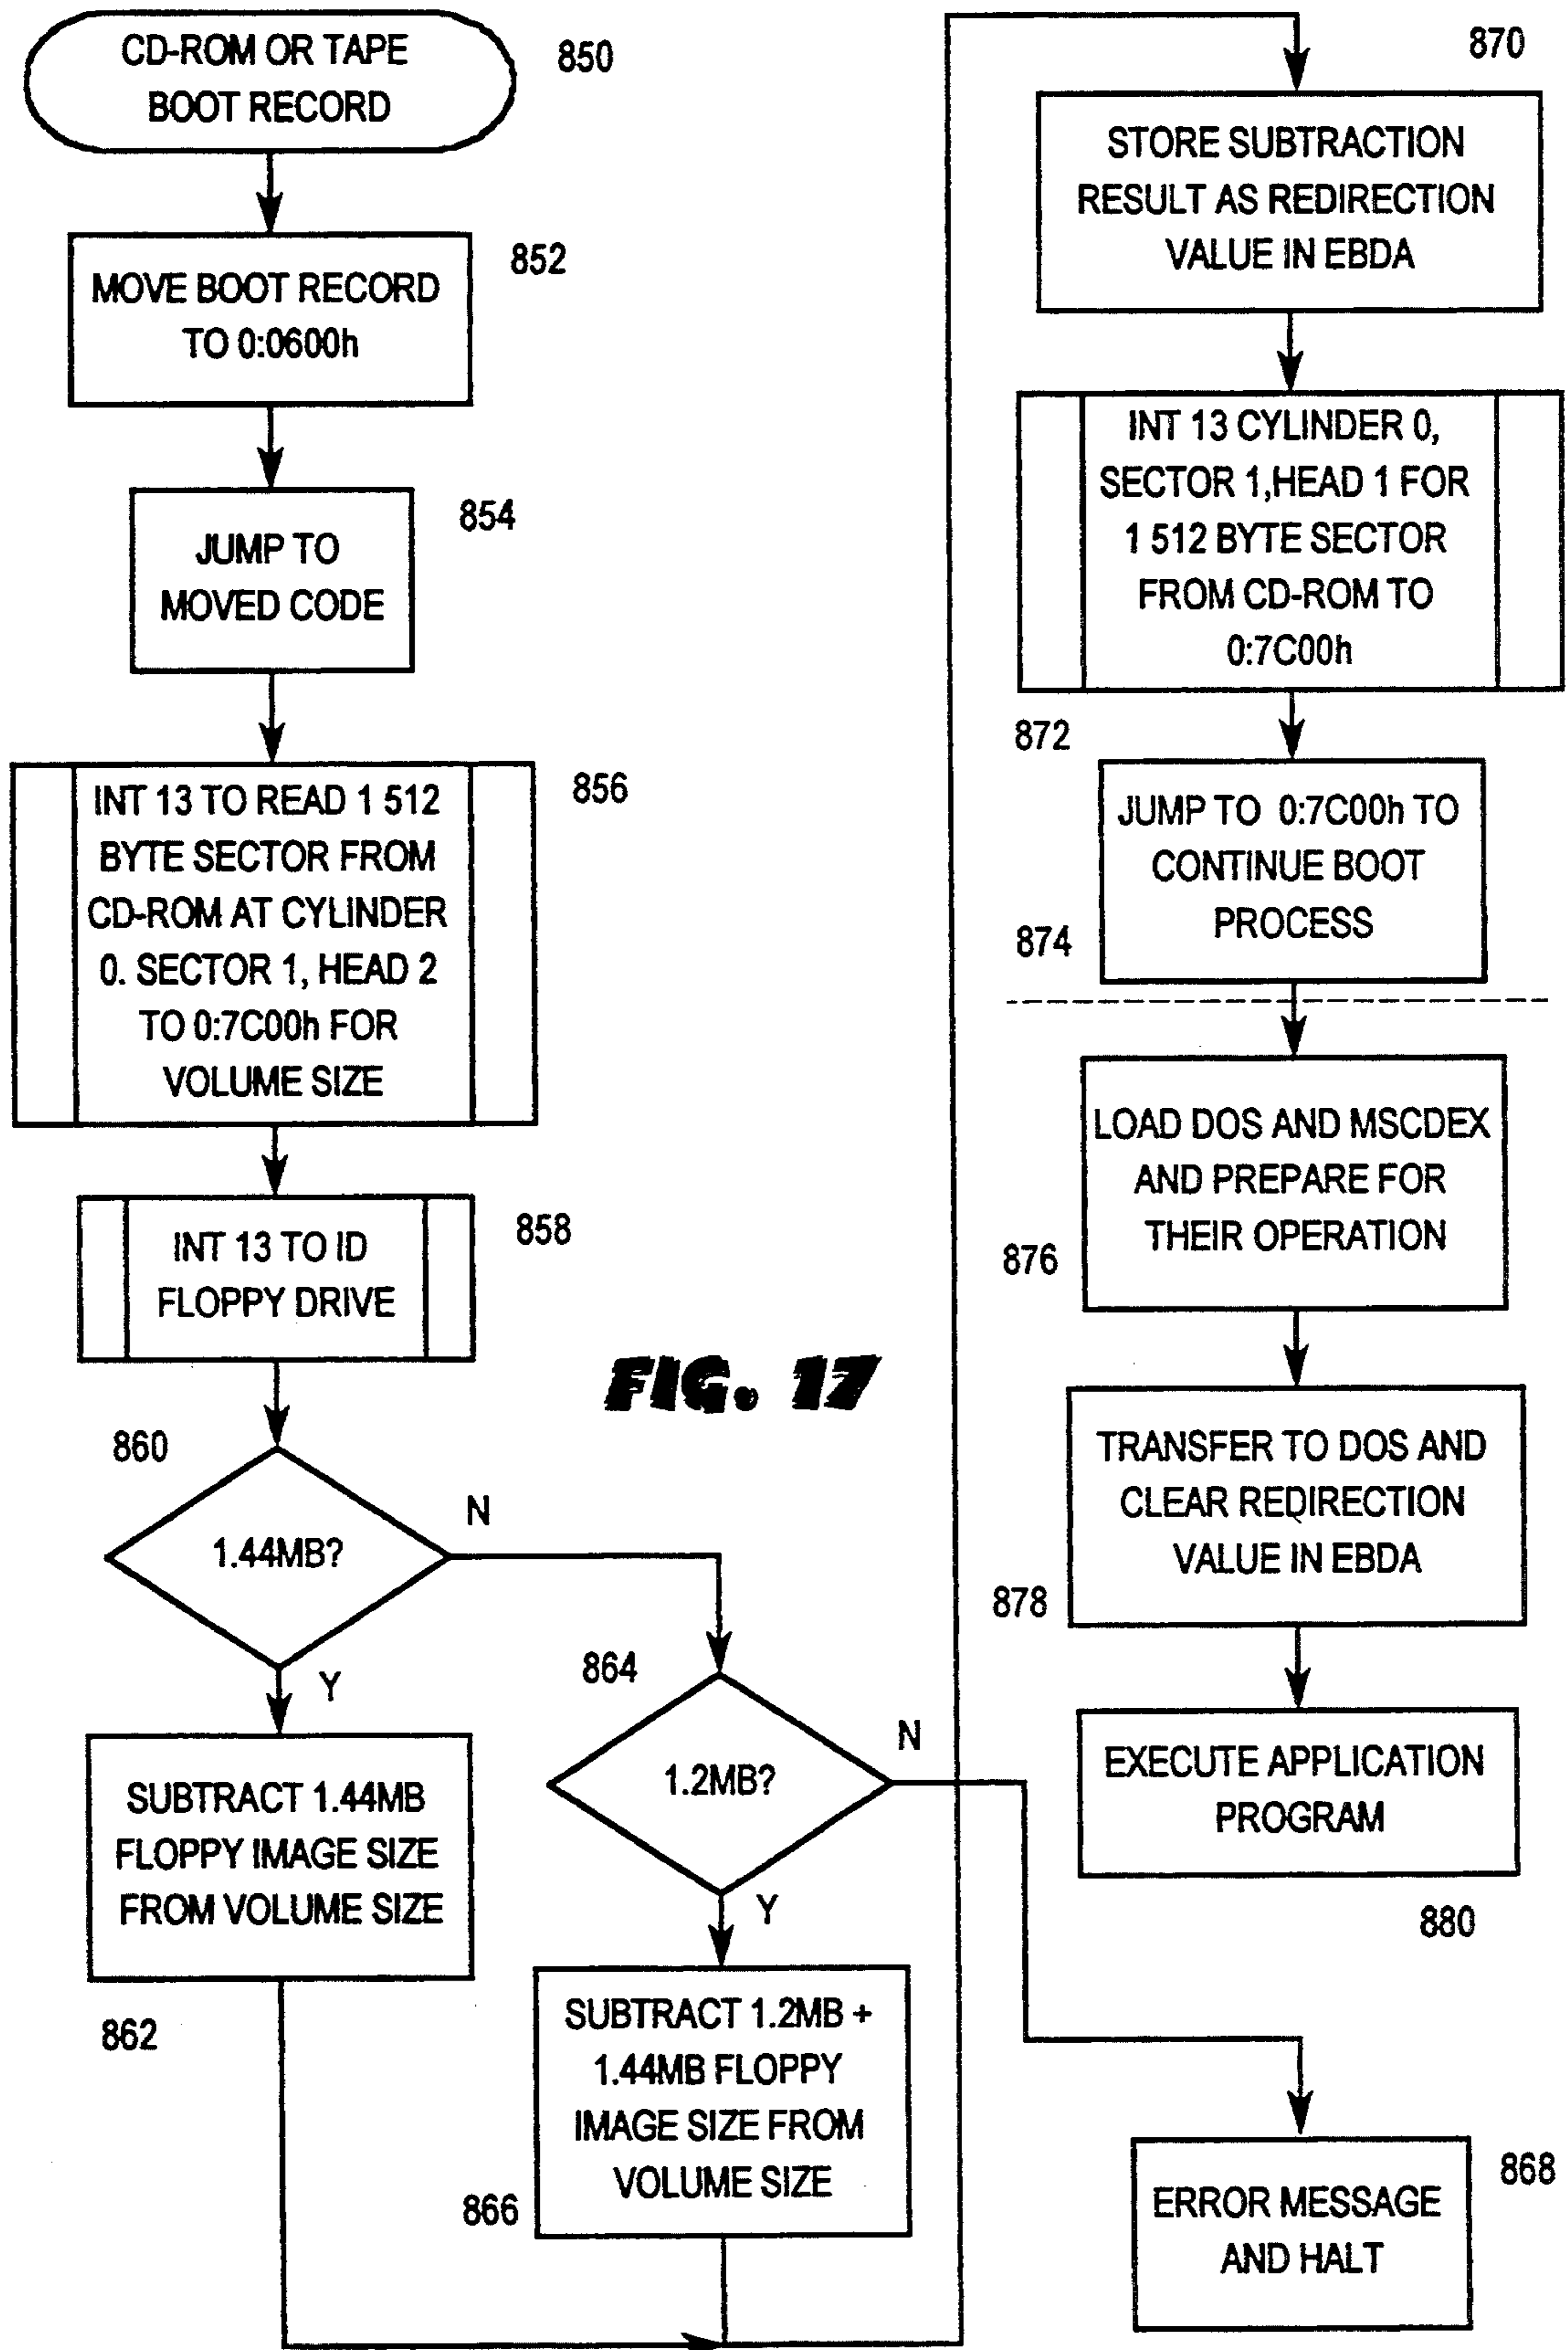 CD-ROM OR TAPE
BOOT RECORD
850
MOVE BOOT RECORD
TO 0:0600h
852
JUMP TO
MOVED CODE
854
INT 13 TO READ 1 512
BYTE SECTOR FROM
CD-ROM AT CYLINDER
0. SECTOR 1, HEAD 2
TO 0:7C00h FOR
VOLUME SIZE
856
INT 13 TO ID
FLOPPY DRIVE
858
FIG. 17
860
1.44MB?
N
Y
SUBTRACT 1.44MB
FLOPPY IMAGE SIZE
FROM VOLUME SIZE
862
864
1.2MB?
N
Y
SUBTRACT 1.2MB +
1.44MB FLOPPY
IMAGE SIZE FROM
VOLUME SIZE
866
870
STORE SUBTRACTION
RESULT AS REDIRECTION
VALUE IN EBDA
INT 13 CYLINDER 0,
SECTOR 1,HEAD 1 FOR
1 512 BYTE SECTOR
FROM CD-ROM TO
0:7C00h
872
JUMP TO 0:7C00h TO
CONTINUE BOOT
PROCESS
874
LOAD DOS AND MSCDEX
AND PREPARE FOR
THEIR OPERATION
876
TRANSFER TO DOS AND
CLEAR REDIRECTION
VALUE IN EBDA
878
EXECUTE APPLICATION
PROGRAM
880
ERROR MESSAGE
AND HALT
868